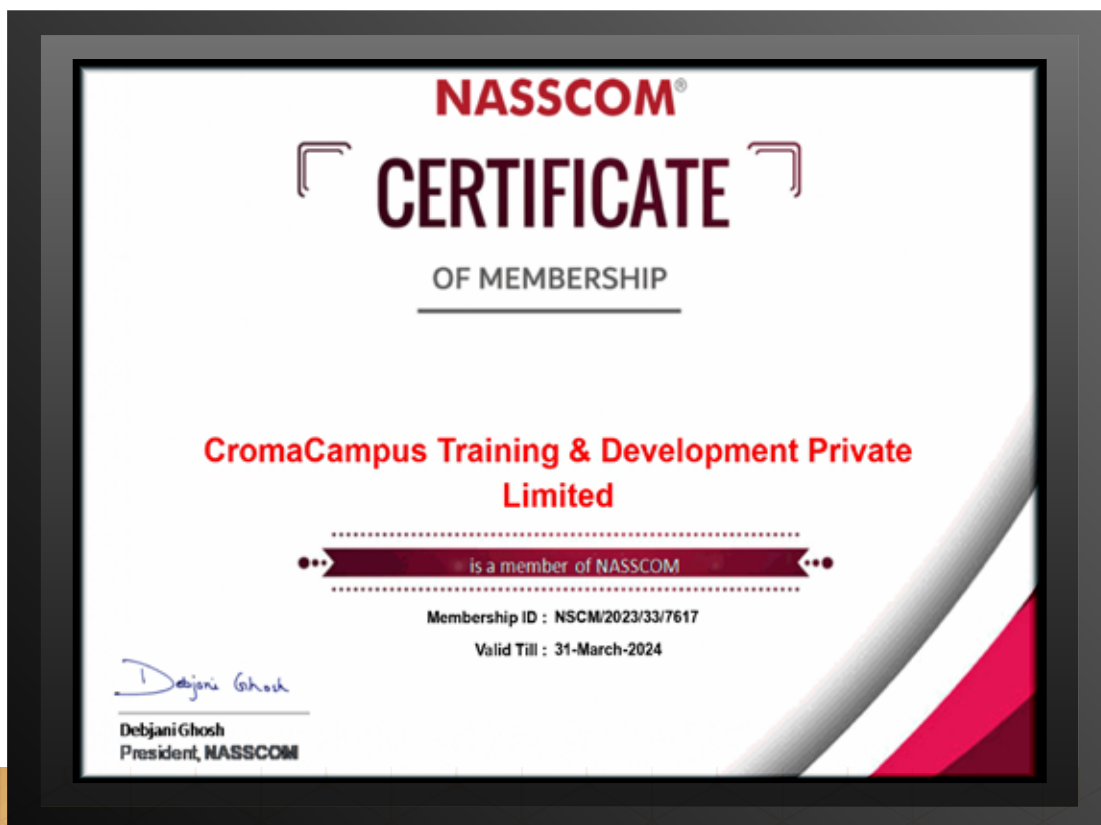 NASSCOM®
CERTIFICATE
OF MEMBERSHIP
CromaCampus Training & Development Private
Limited
is a member of NASSCOM
Membership ID : NSCM/2023/33/7617
Valid Till : 31-March-2024
Debjani Ghosh
Debjani Ghosh
President, NASSCOM